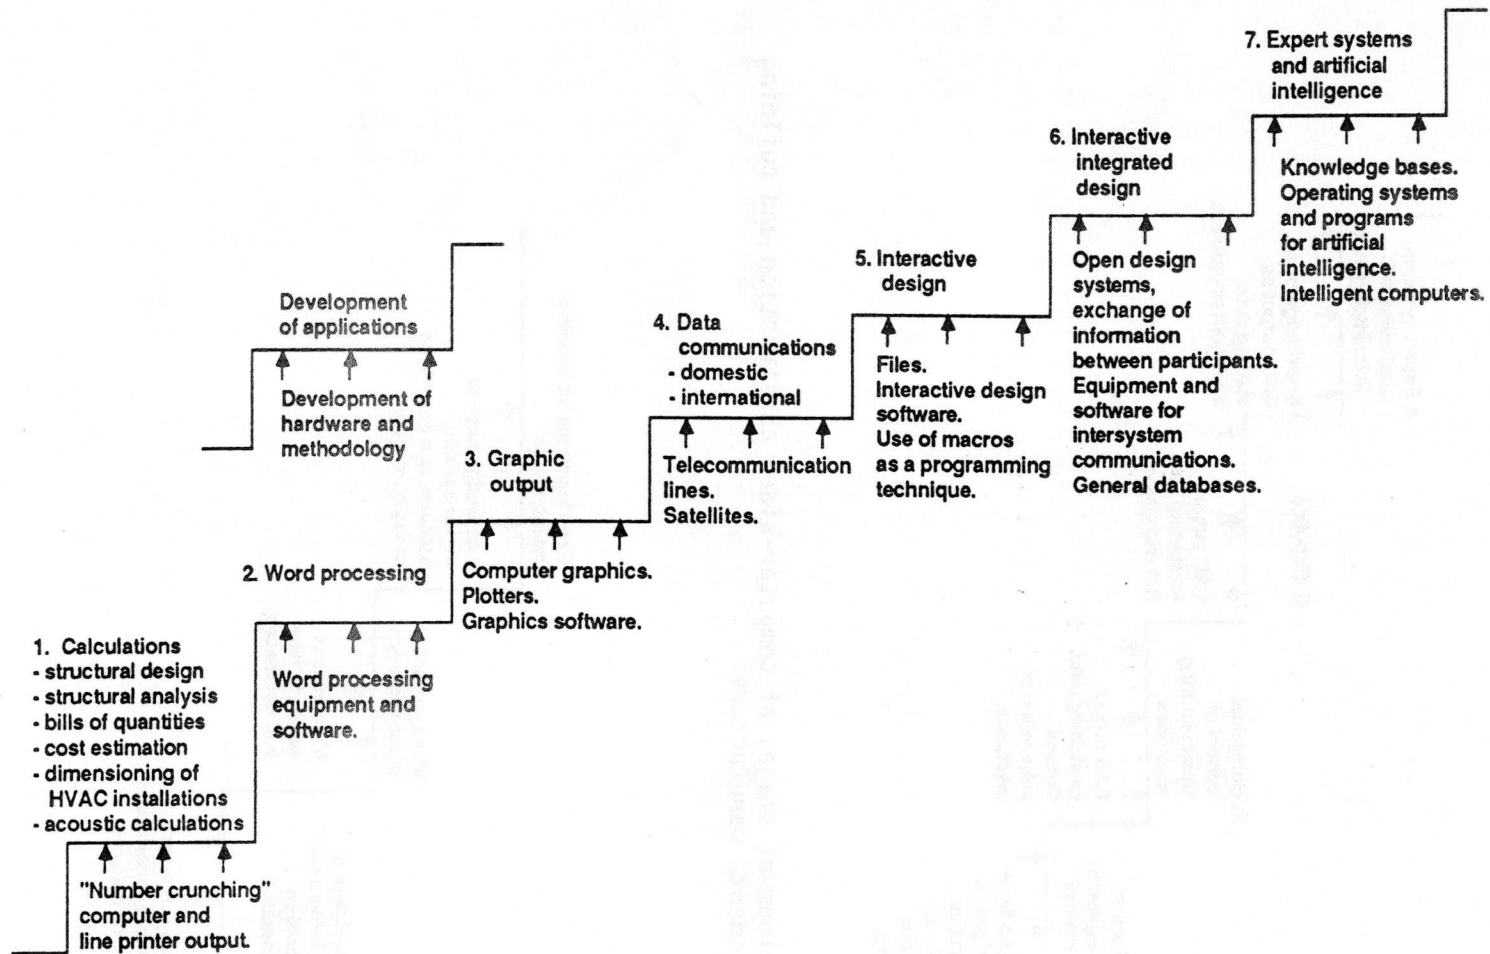 1. Calculations
- structural design
- structural analysis
- bills of quantities
- cost estimation
- dimensioning of
HVAC installations
- acoustic calculations
"Number crunching"
computer and
line printer output.
2. Word processing
Word processing
equipment and
software.
Development
of applications
Development of
hardware and
methodology
3. Graphic
output
Computer graphics.
Plotters.
Graphics software.
4. Data
communications
- domestic
- international
Telecommunication
lines.
Satellites.
5. Interactive
design
Files.
Interactive design
software.
Use of macros
as a programming
technique.
6. Interactive
integrated
design
Open design
systems,
exchange of
information
between participants.
Equipment and
software for
intersystem
communications.
General databases.
7. Expert systems
and artificial
intelligence
Knowledge bases.
Operating systems
and programs
for artificial
intelligence.
Intelligent computers.